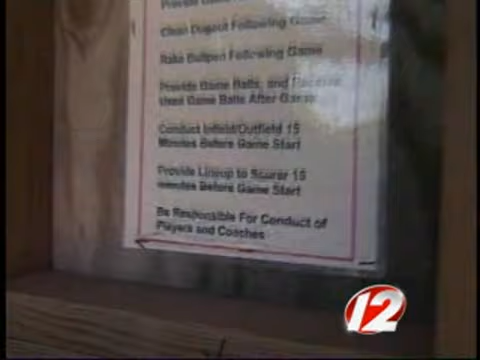 Provide Game
Clean Dugout Following Game
Rake Bullpen Following Game
Provide Game Balls, and Receive
Used Game Balls After Game
Conduct Infield/Outfield 15
Minutes Before Game Start
Provide Lineup to Scorer 15
minutes Before Game Start
Be Responsible For Conduct of
Players and Coaches
12